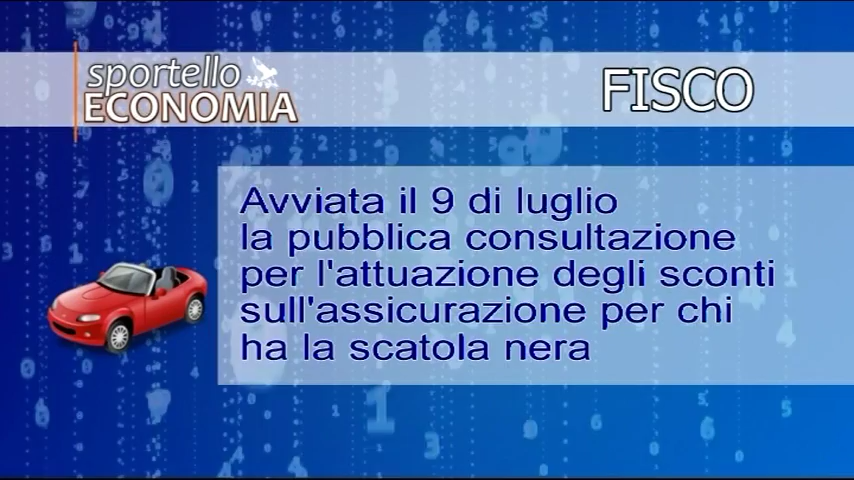 sportello
ECONOMIA
FISCO
Avviata il 9 di luglio
la pubblica consultazione
per l'attuazione degli sconti
sull'assicurazione per chi
ha la scatola nera